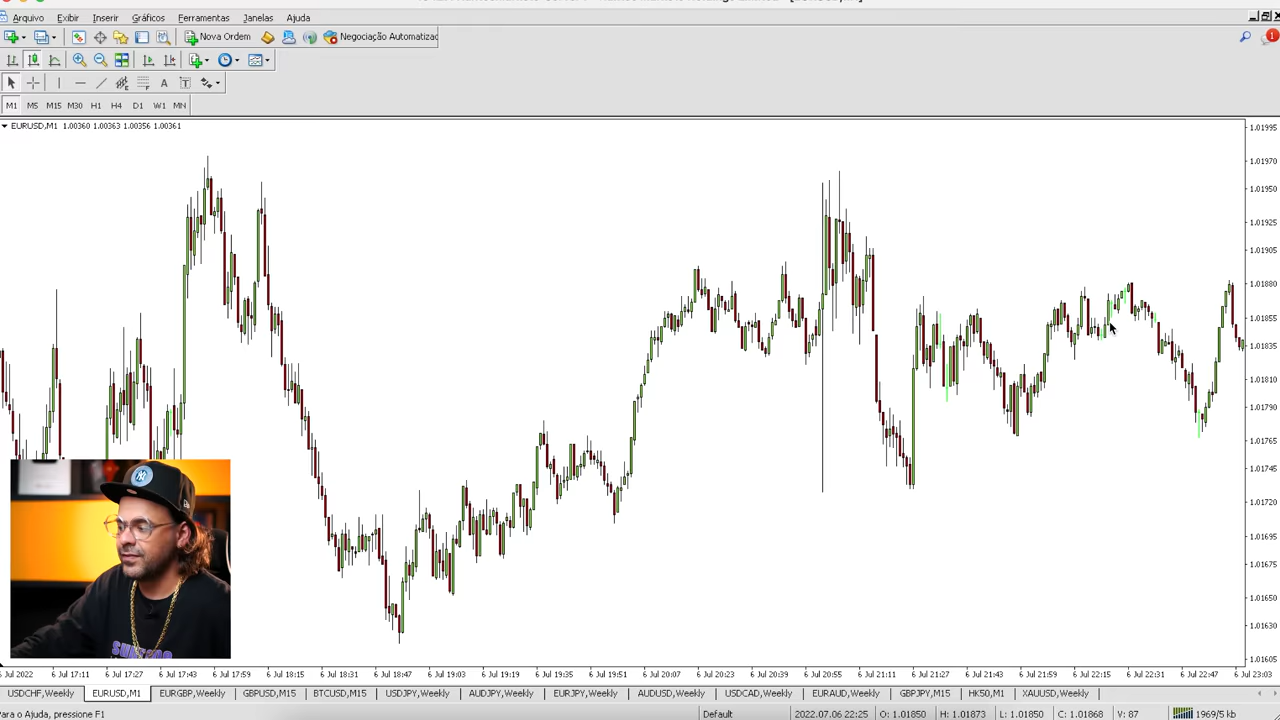 Arquivo Exibir Inserir Gráficos Ferramentas Janelas Ajuda
Nova Ordem Negociação Automatizac
1
M1 M5 M15 M30 H1 H4 D1 W1 MN
EURUSD,M1 1.00360 1.00363 1.00356 1.00361
1.01995
1.01970
1.01950
1.01925
1.01900
1.01880
1.01855
1.01835
1.01810
1.01790
1.01765
1.01745
1.01720
1.01695
1.01675
1.01650
1.01630
1.01605
Jul 2022 6 Jul 17:11 6 Jul 17:27 6 Jul 17:43 6 Jul 17:59 6 Jul 18:15 6 Jul 18:31 6 Jul 18:47 6 Jul 19:03 6 Jul 19:19 6 Jul 19:35 6 Jul 19:51 6 Jul 20:07 6 Jul 20:23 6 Jul 20:39 6 Jul 20:55 6 Jul 21:11 6 Jul 21:27 6 Jul 21:43 6 Jul 21:59 6 Jul 22:15 6 Jul 22:31 6 Jul 22:47 6 Jul 23:03
USDCHF,Weekly EURUSD,M1 EURGBP,Weekly GBPUSD,M15 BTCUSD,M15 USDJPY,Weekly AUDJPY,Weekly EURJPY,Weekly AUDUSD,Weekly USDCAD,Weekly EURAUD,Weekly GBPJPY,M15 HK50,M1 XAUUSD,Weekly
Para o Ajuda, pressione F1 Default 2022.07.06 22:25 O: 1.01850 H: 1.01873 L: 1.01850 C: 1.01868 V: 87 1969/5 kb